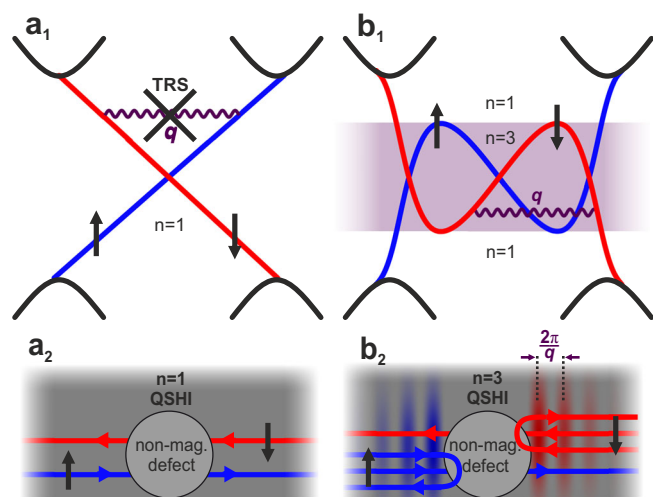 a₁
b₁
TRS
q
n=1
n=1
n=3
q
n=1
a₂
b₂
n=1
QSHI
non-mag.
defect
n=3
QSHI
non-mag.
defect
2π
q